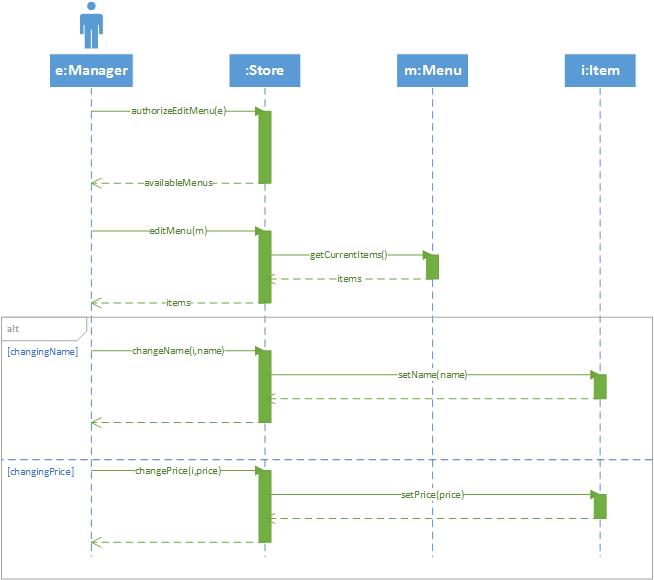 e:Manager
:Store
m:Menu
i:Item
authorizeEditMenu(e)
availableMenus
editMenu(m)
getCurrentItems()
items
items
alt
[changingName]
changeName(i,name)
setName(name)
[changingPrice]
changePrice(i,price)
setPrice(price)